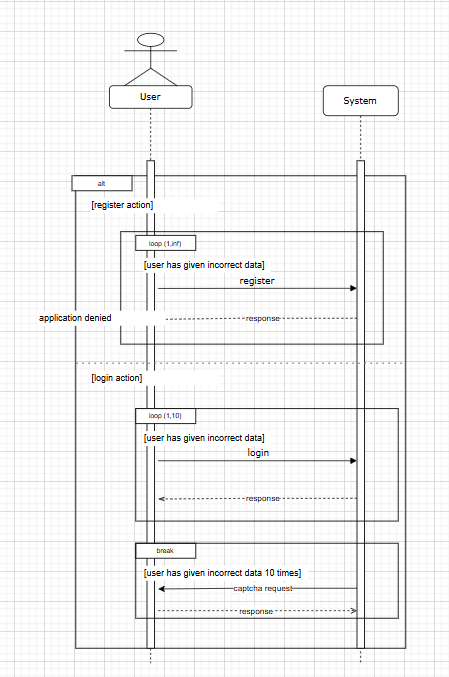 User
System
alt
[register action]
loop (1,inf)
[user has given incorrect data]
register
application denied
response
[login action]
loop (1,10)
[user has given incorrect data]
login
response
break
[user has given incorrect data 10 times]
captcha request
response